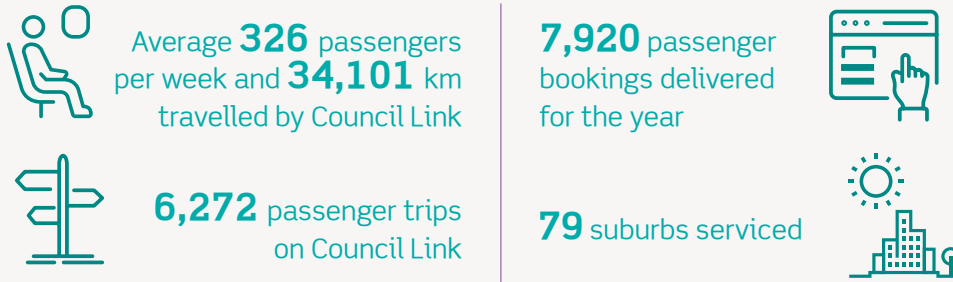 Average 326 passengers
per week and 34,101 km
travelled by Council Link
6,272 passenger trips
on Council Link
7,920 passenger
bookings delivered
for the year
79 suburbs serviced